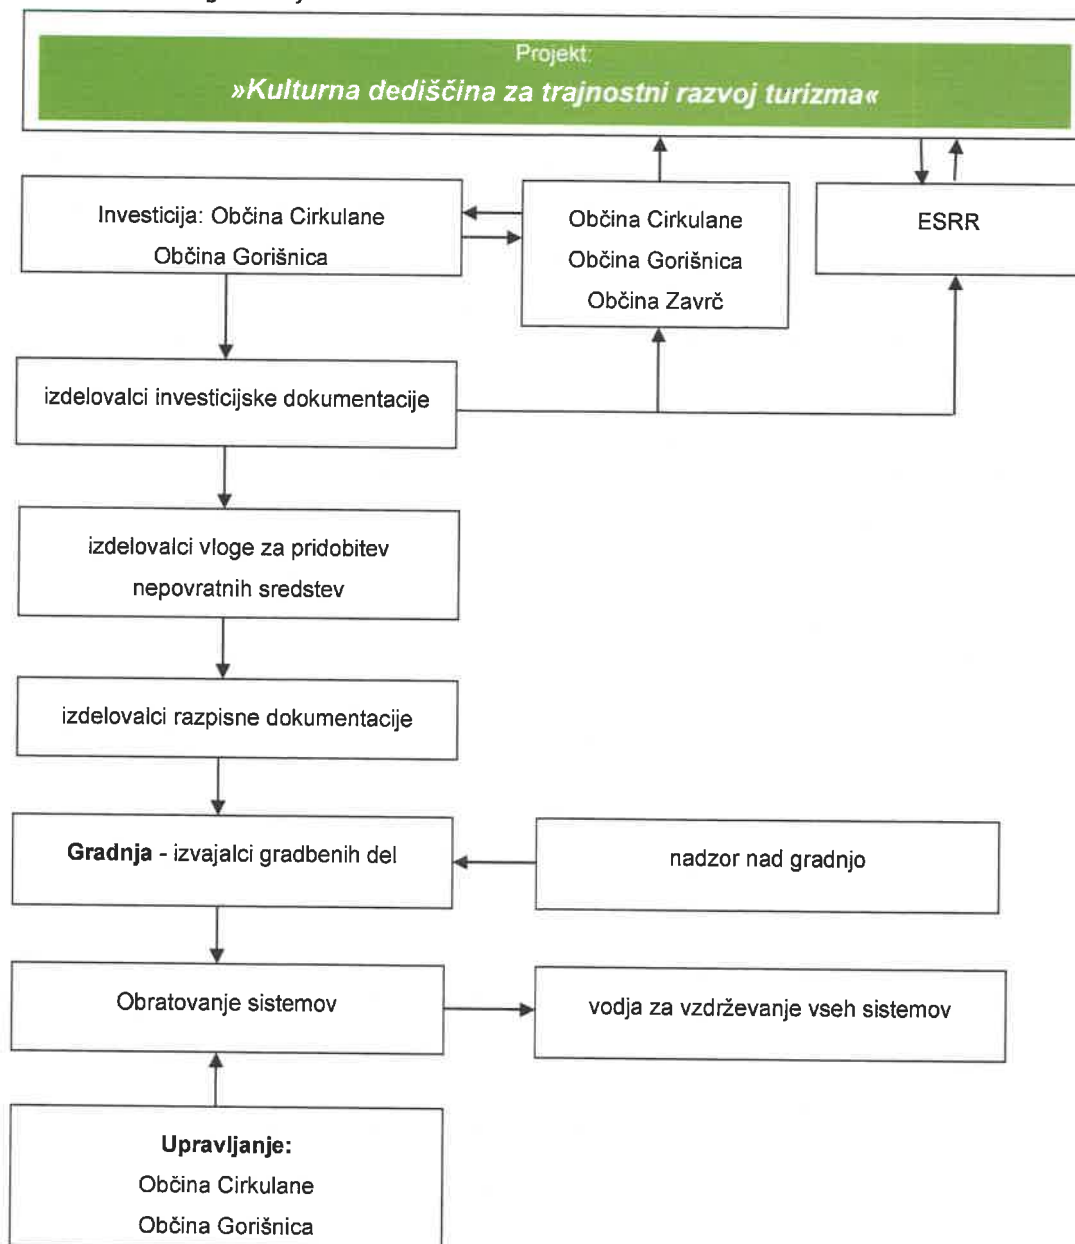 Projekt:
»Kulturna dediščina za trajnostni razvoj turizma«
Investicija: Občina Cirkulane
Občina Gorišnica
Občina Cirkulane
Občina Gorišnica
Občina Zavrč
ESRR
izdelovalci investicijske dokumentacije
izdelovalci vloge za pridobitev
nepovratnih sredstev
izdelovalci razpisne dokumentacije
Gradnja - izvajalci gradbenih del
nadzor nad gradnjo
Obratovanje sistemov
vodja za vzdrževanje vseh sistemov
Upravljanje:
Občina Cirkulane
Občina Gorišnica